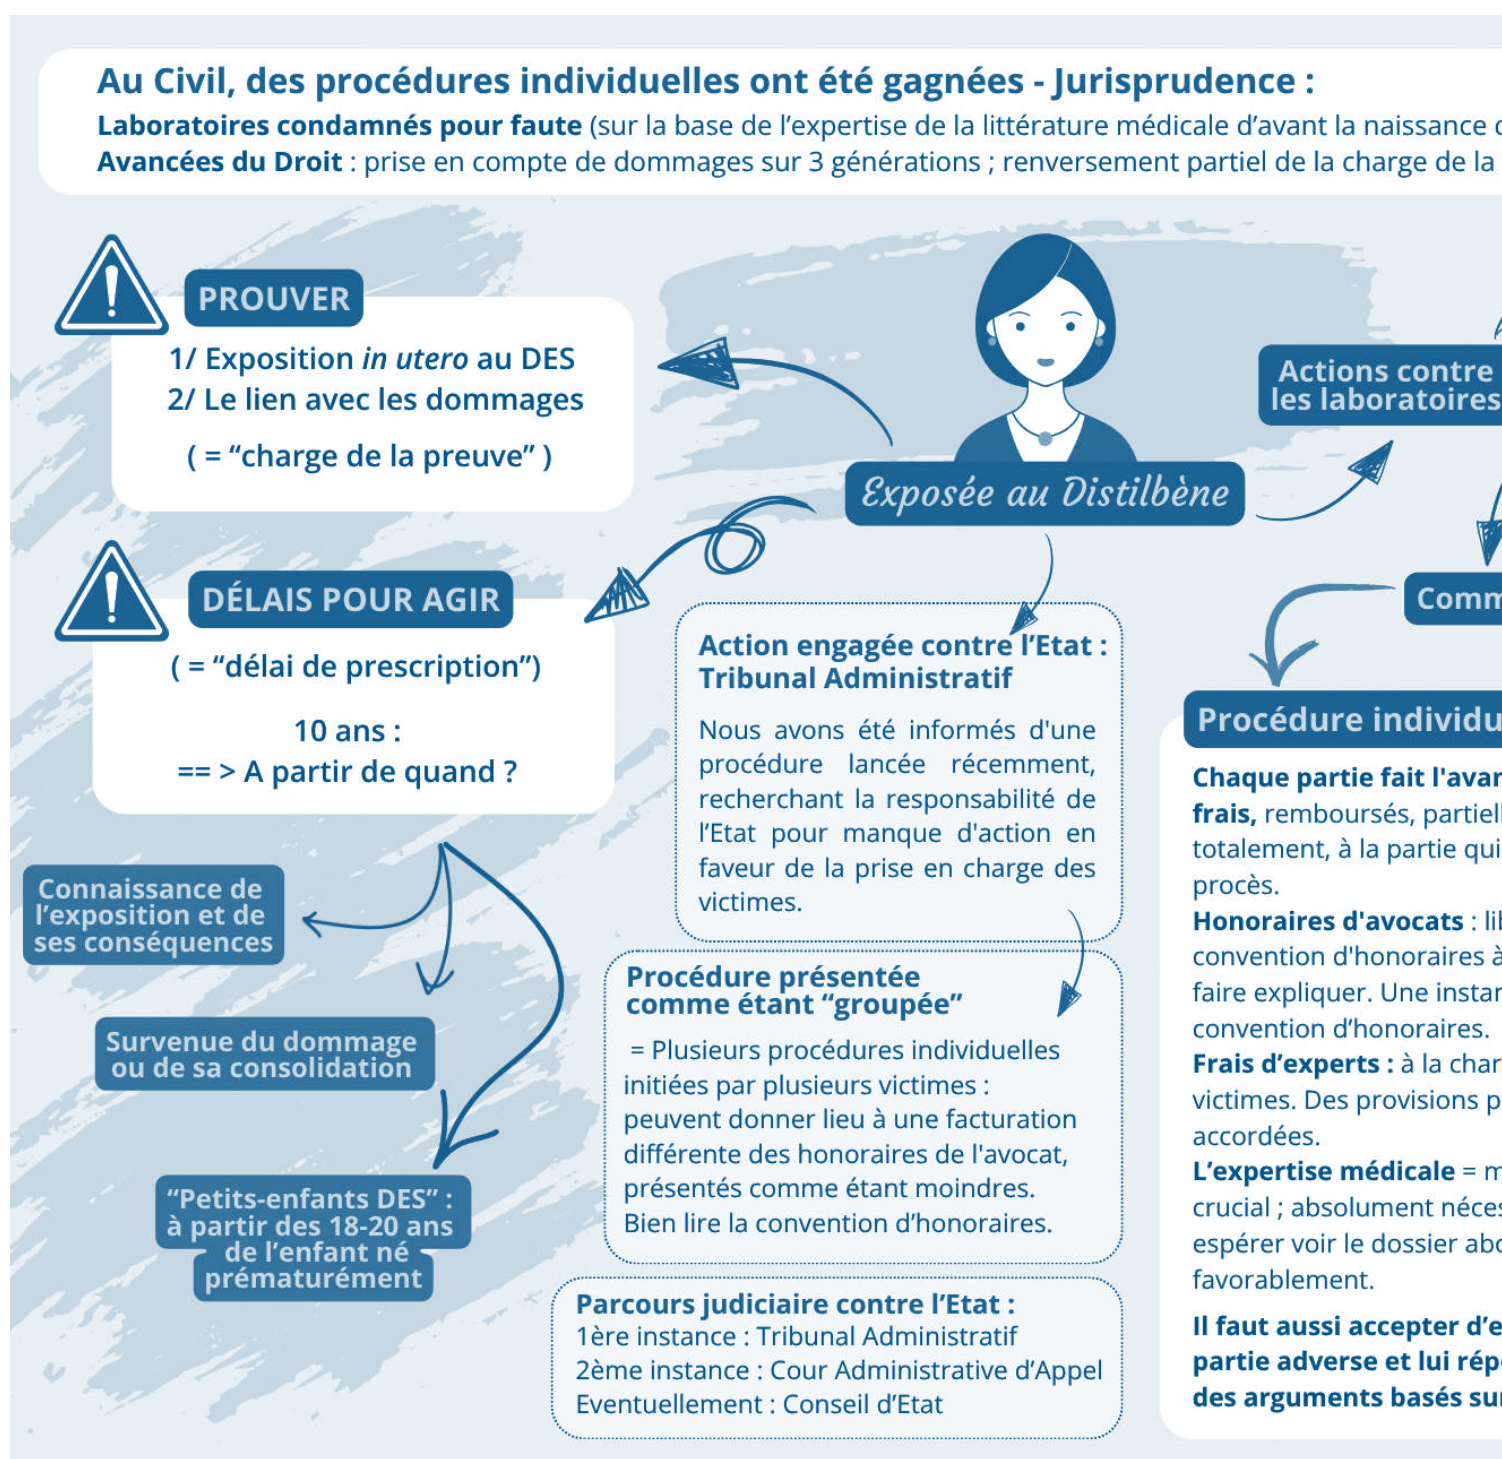 Au Civil, des procédures individuelles ont été gagnées - Jurisprudence :
Laboratoires condamnés pour faute (sur la base de l’expertise de la littérature médicale d’avant la naissance
Avancées du Droit : prise en compte de dommages sur 3 générations ; renversement partiel de la charge de la
PROUVER
1/ Exposition in utero au DES
2/ Le lien avec les dommages
( = “charge de la preuve” )
Exposée au Distilbène
Actions contre
les laboratoires
DÉLAIS POUR AGIR
( = “délai de prescription”)
10 ans :
== > A partir de quand ?
Connaissance de
l’exposition et de
ses conséquences
Survenue du dommage
ou de sa consolidation
“Petits-enfants DES” :
à partir des 18-20 ans
de l’enfant né
prématurément
Action engagée contre l’Etat :
Tribunal Administratif
Nous avons été informés d'une
procédure lancée récemment,
recherchant la responsabilité de
l’Etat pour manque d'action en
faveur de la prise en charge des
victimes.
Procédure présentée
comme étant “groupée”
= Plusieurs procédures individuelles
initiées par plusieurs victimes :
peuvent donner lieu à une facturation
différente des honoraires de l'avocat,
présentés comme étant moindres.
Bien lire la convention d’honoraires.
Parcours judiciaire contre l’Etat :
1ère instance : Tribunal Administratif
2ème instance : Cour Administrative d’Appel
Eventuellement : Conseil d’Etat
Procédure
Chaque partie fait
frais, remboursés,
totalement, à la partie qui
procès.
Honoraires d'avocats :
convention d'honoraires à
faire expliquer. Une
convention d’honoraires.
Frais d’experts : à la
victimes. Des provisions
accordées.
L’expertise médicale =
crucial ; absolument
espérer voir le dossier
favorablement.
Il faut aussi accepter
partie adverse et lui
des arguments basés